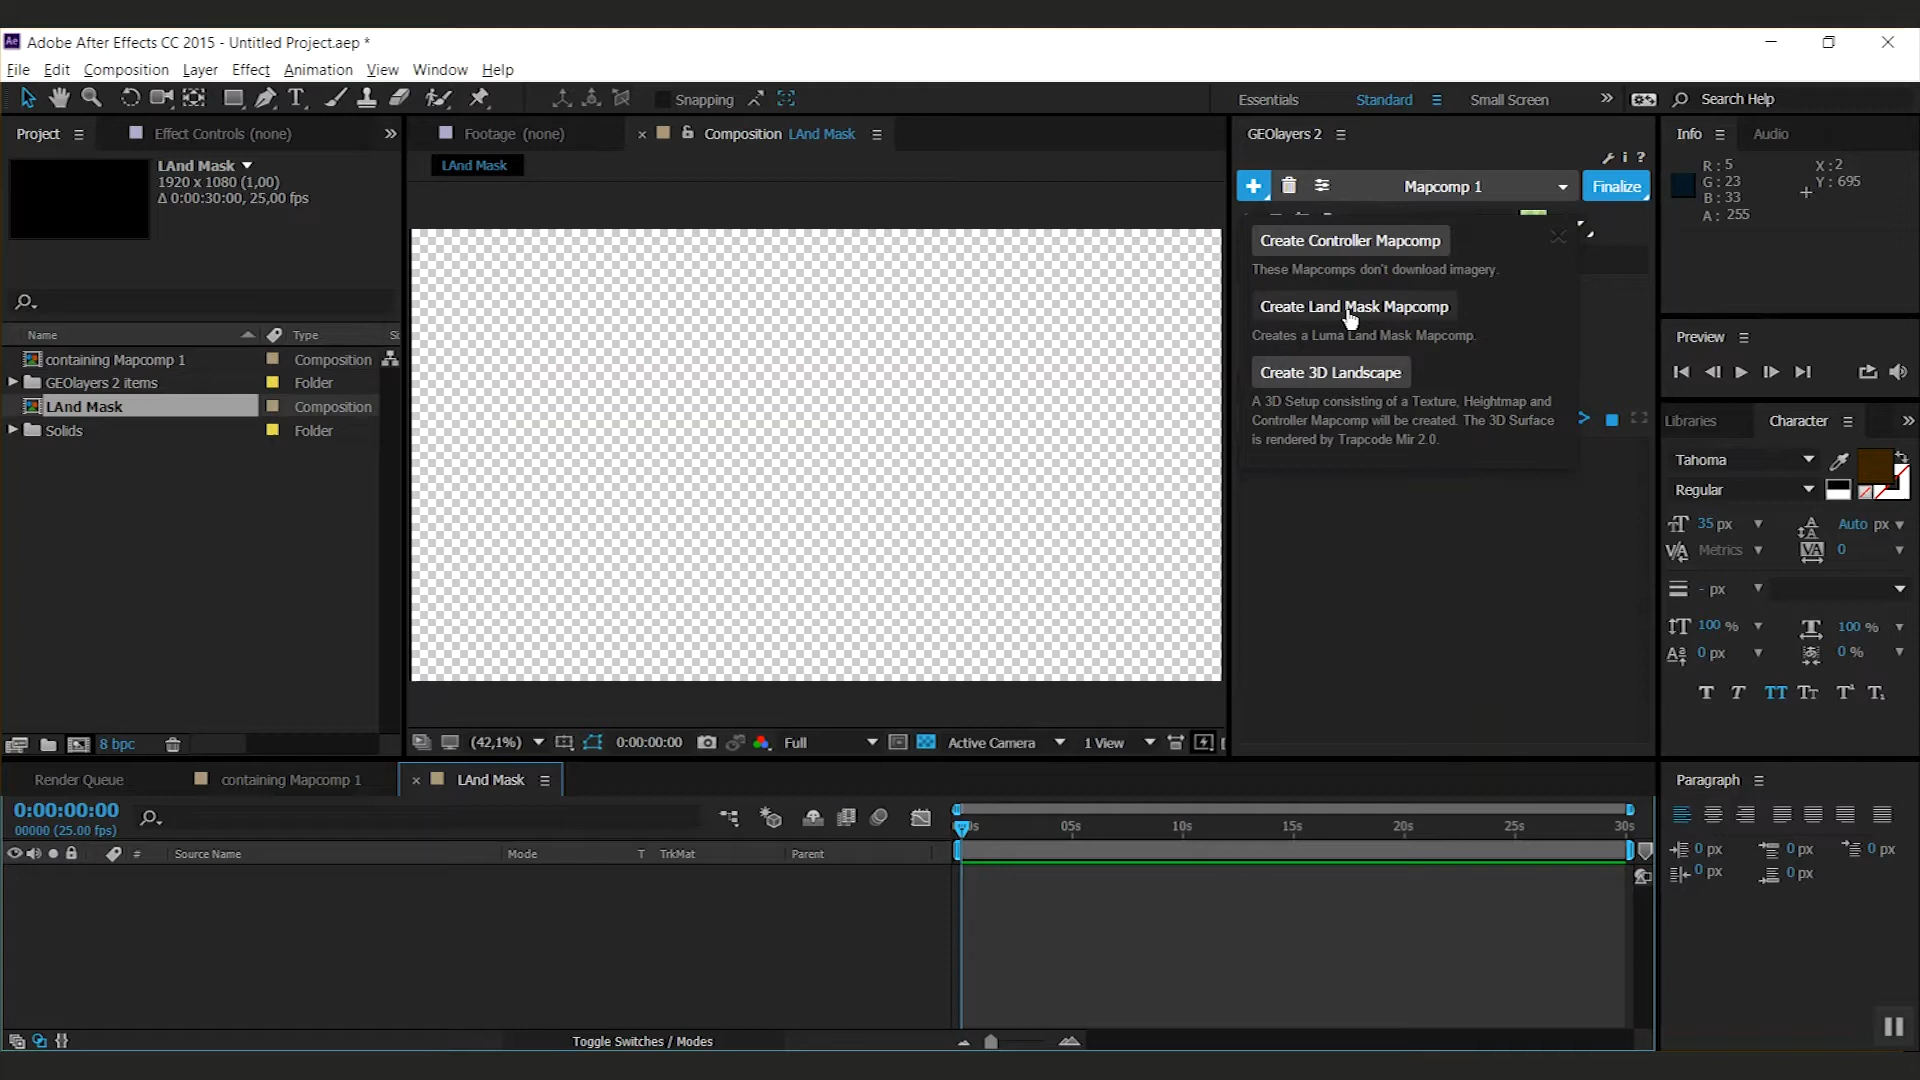 Adobe After Effects CC 2015 - Untitled Project.aep *
File Edit Composition Layer Effect Animation View Window Help
Snapping
Essentials Standard Small Screen Search Help
Project Effect Controls (none)
LAnd Mask
1920 x 1080 (1,00)
Δ 0:00:30:00, 25,00 fps
Name Type
containing Mapcomp 1 Composition
GEOlayers 2 items Folder
LAnd Mask Composition
Solids Folder
8 bpc
Footage (none) Composition LAnd Mask
LAnd Mask
(42,1%) 0:00:00:00 Full Active Camera 1 View
GEOlayers 2
Mapcomp 1 Finalize
Create Controller Mapcomp
These Mapcomps don't download imagery.
Create Land Mask Mapcomp
Creates a Luma Land Mask Mapcomp.
Create 3D Landscape
A 3D Setup consisting of a Texture, Heightmap and
Controller Mapcomp will be created. The 3D Surface
is rendered by Trapcode Mir 2.0.
Info Audio
R : 5 X : 2
G : 23 Y : 695
B : 33
A : 255
Preview
Libraries Character
Tahoma
Regular
35 px Auto px
Metrics 0
- px
100 % 100 %
0 px 0 %
T T TT Tт T¹ T₁
Paragraph
0 px 0 px 0 px
0 px 0 px
Render Queue containing Mapcomp 1 LAnd Mask
0:00:00:00
00000 (25.00 fps)
# Source Name Mode T TrkMat Parent
05s 10s 15s 20s 25s 30s
Toggle Switches / Modes